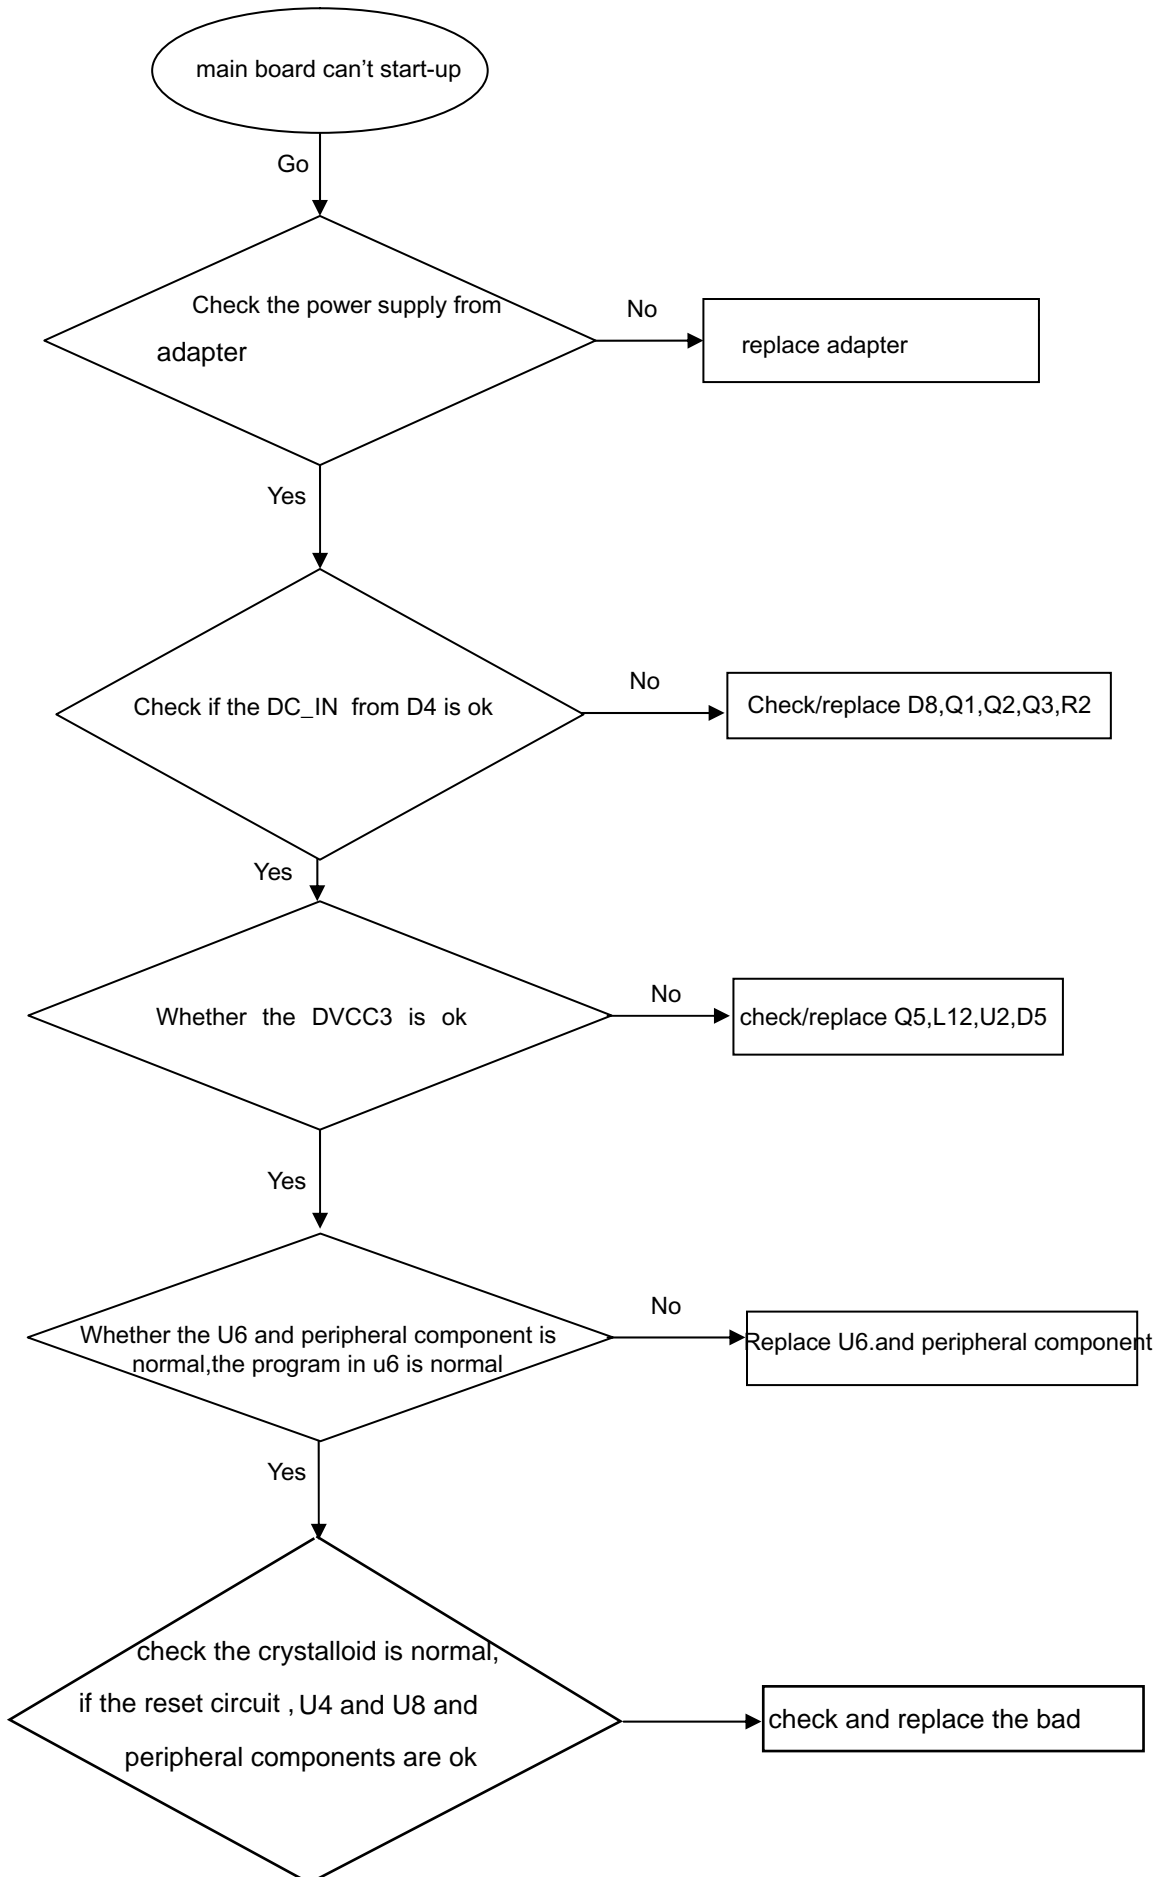 main board can't start-up
Go
Check the power supply from
adapter
No
replace adapter
Yes
Check if the DC_IN from D4 is ok
No
Check/replace D8,Q1,Q2,Q3,R2
Yes
Whether the DVCC3 is ok
No
check/replace Q5,L12,U2,D5
Yes
Whether the U6 and peripheral component is
normal,the program in u6 is normal
No
Replace U6.and peripheral component
Yes
check the crystalloid is normal,
if the reset circuit , U4 and U8 and
peripheral components are ok
check and replace the bad